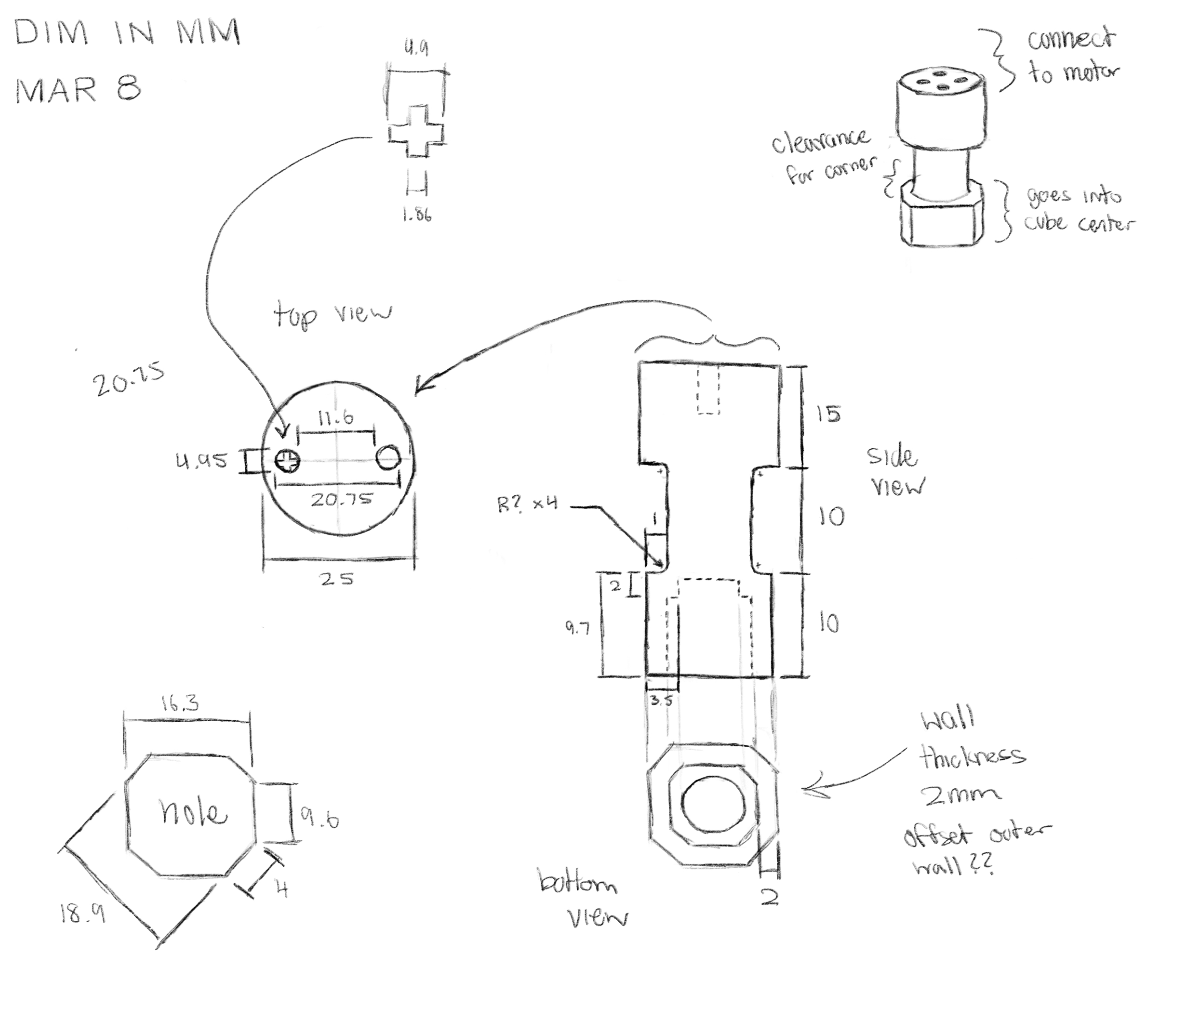 DIM IN MM
MAR 8
4.9
1.86
connect
to motor
clearance
for corner
goes into
cube center
top view
20.75
11.6
4.95
20.75
25
15
side
view
R? x4
1
10
2
9.7
10
3.5
16.3
hole
9.6
4
18.9
wall
thickness
2mm
offset outer
wall??
bottom
view
2